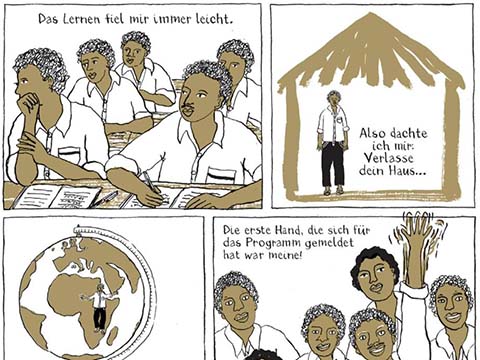 Das Lernen fiel mir immer leicht.
Also dachte
ich mir:
Verlasse
dein Haus...
Die erste Hand, die sich für
das Programm gemeldet
hat war meine!